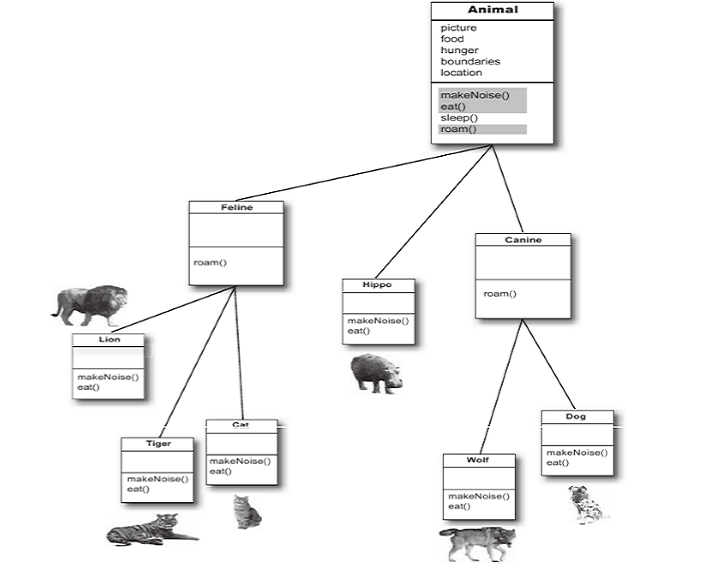 Animal
picture
food
hunger
boundaries
location
makeNoise()
eat()
sleep()
roam()
Feline
roam()
Hippo
makeNoise()
eat()
Canine
roam()
Lion
makeNoise()
eat()
Tiger
makeNoise()
eat()
Cat
makeNoise()
eat()
Wolf
makeNoise()
eat()
Dog
makeNoise()
eat()